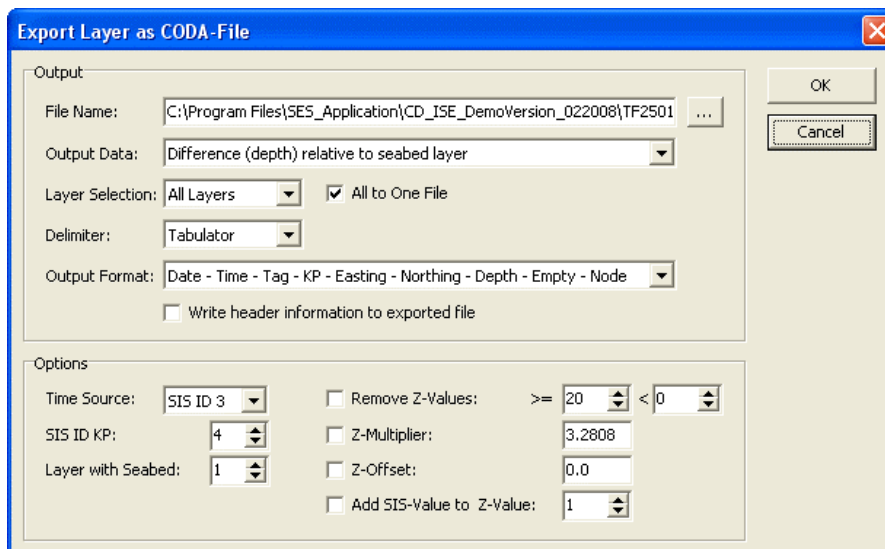 Export Layer as CODA-File
Output
File Name: C:\Program Files\SES_Application\CD_ISE_DemoVersion_022008\TF2501 ...
Output Data: Difference (depth) relative to seabed layer
Layer Selection: All Layers All to One File
Delimiter: Tabulator
Output Format: Date - Time - Tag - KP - Easting - Northing - Depth - Empty - Node
Write header information to exported file
OK
Cancel
Options
Time Source: SIS ID 3 Remove Z-Values: >= 20 < 0
SIS ID KP: 4 Z-Multiplier: 3.2808
Layer with Seabed: 1 Z-Offset: 0.0
Add SIS-Value to Z-Value: 1